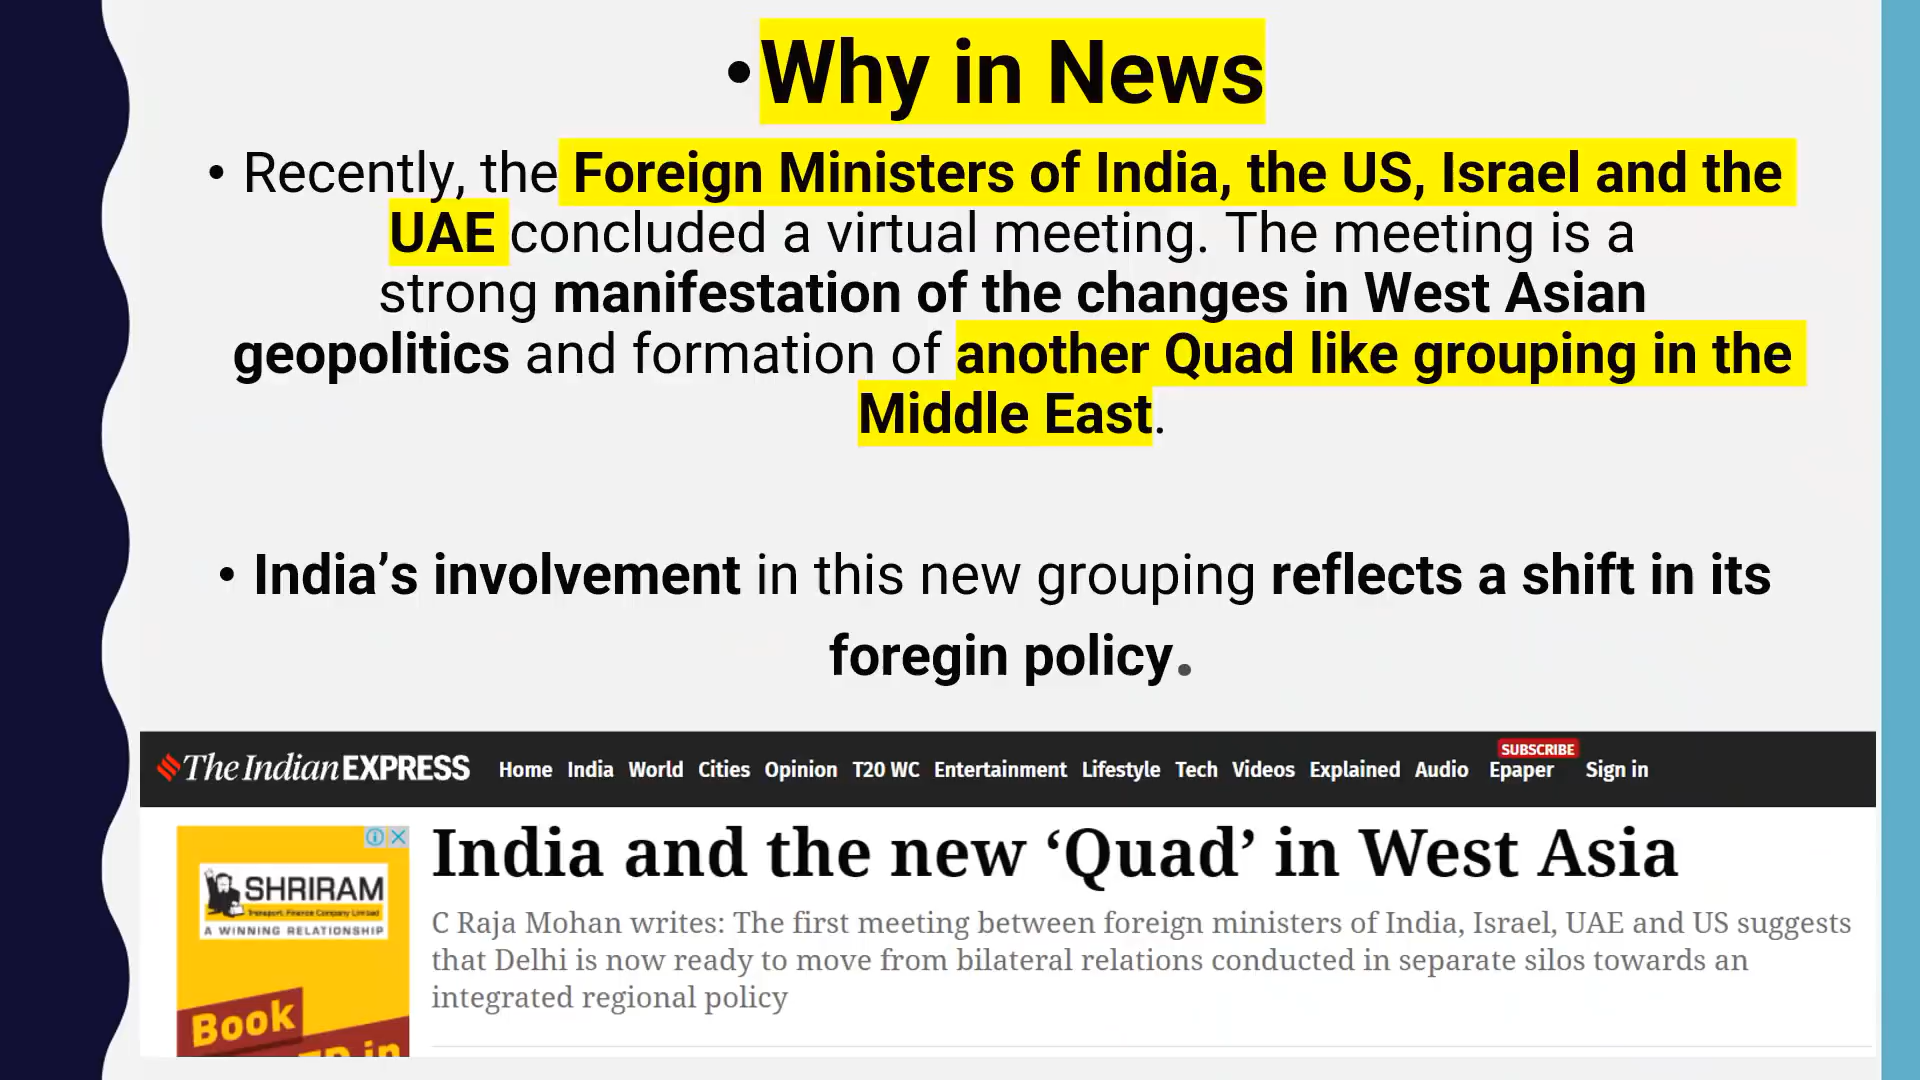 •Why in News
• Recently, the Foreign Ministers of India, the US, Israel and the
UAE concluded a virtual meeting. The meeting is a
strong manifestation of the changes in West Asian
geopolitics and formation of another Quad like grouping in the
Middle East.
• India’s involvement in this new grouping reflects a shift in its
foregin policy.
The Indian EXPRESS Home India World Cities Opinion T20 WC Entertainment Lifestyle Tech Videos Explained Audio Epaper SUBSCRIBE Sign in
India and the new ‘Quad’ in West Asia
C Raja Mohan writes: The first meeting between foreign ministers of India, Israel, UAE and US suggests
that Delhi is now ready to move from bilateral relations conducted in separate silos towards an
integrated regional policy
SHRIRAM
Transport Finance Company Limited
A WINNING RELATIONSHIP
Book
in